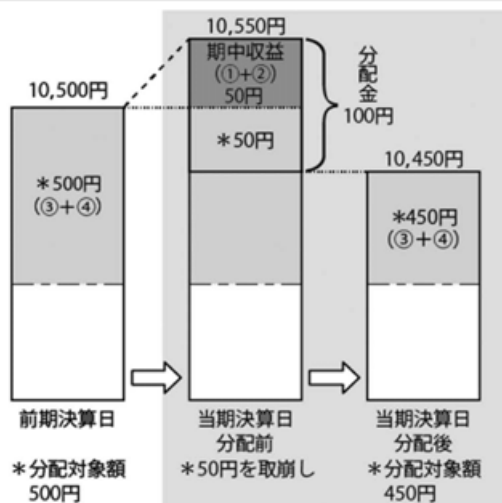 10,500円
＊500円
（③＋④）
前期決算日
＊分配対象額
500円
10,550円
期中収益
（①＋②）
50円
＊50円
分配金
100円
当期決算日
分配前
＊50円を取崩し
10,450円
＊450円
（③＋④）
当期決算日
分配後
＊分配対象額
450円